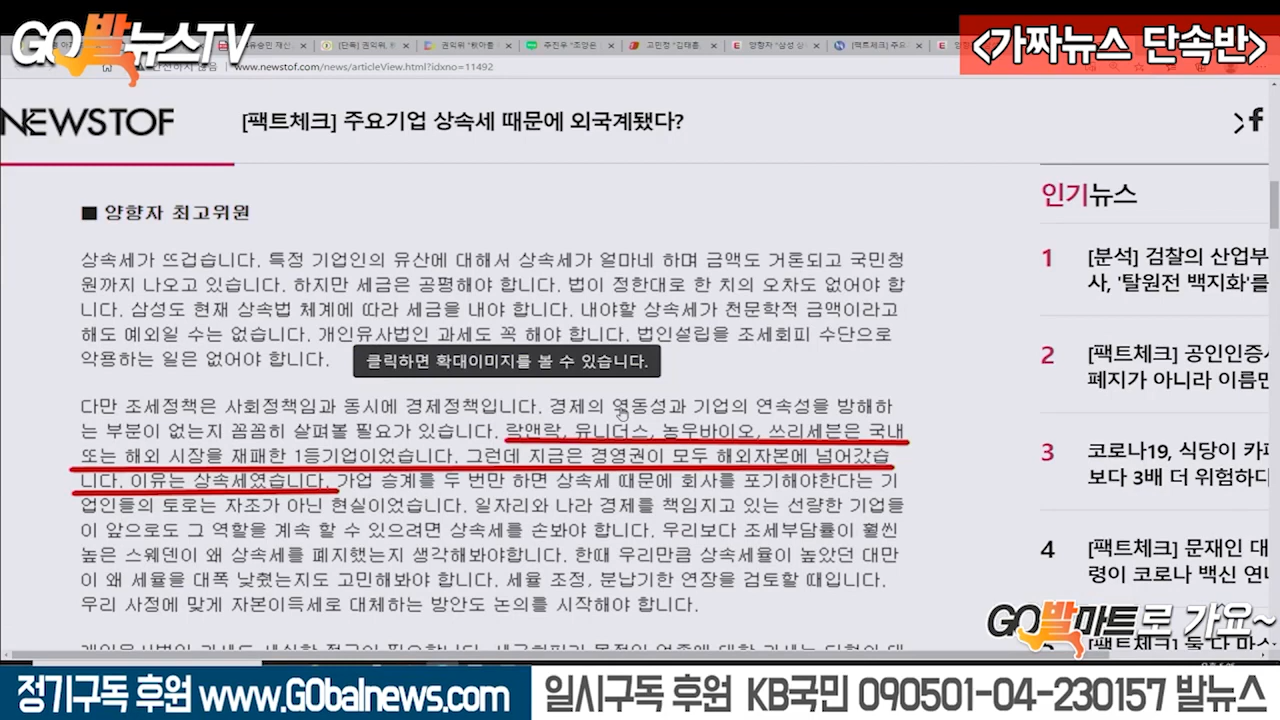 GO발뉴스TV
<가짜뉴스 단속반>
www.newstof.com/news/articleView.html?idxno=11492
NEWSTOF
[팩트체크] 주요기업 상속세 때문에 외국계됐다?
■ 양향자 최고위원
상속세가 뜨겁습니다. 특정 기업인의 유산에 대해서 상속세가 얼마네 하며 금액도 거론되고 국민청
원까지 나오고 있습니다. 하지만 세금은 공평해야 합니다. 법이 정한대로 한 치의 오차도 없어야 합
니다. 삼성도 현재 상속법 체계에 따라 세금을 내야 합니다. 내야할 상속세가 천문학적 금액이라고
해도 예외일 수는 없습니다. 개인유사법인 과세도 꼭 해야 합니다. 법인설립을 조세회피 수단으로
악용하는 일은 없어야 합니다.
클릭하면 확대이미지를 볼 수 있습니다.
다만 조세정책은 사회정책임과 동시에 경제정책입니다. 경제의 역동성과 기업의 연속성을 방해하
는 부분이 없는지 꼼꼼히 살펴볼 필요가 있습니다. 락앤락, 유니더스, 농우바이오, 쓰리세븐은 국내
또는 해외 시장을 재패한 1등기업이었습니다. 그런데 지금은 경영권이 모두 해외자본에 넘어갔습
니다. 이유는 상속세였습니다. 가업 승계를 두 번만 하면 상속세 때문에 회사를 포기해야한다는 기
업인들의 토로는 자조가 아닌 현실이었습니다. 일자리와 나라 경제를 책임지고 있는 선량한 기업들
이 앞으로도 그 역할을 계속 할 수 있으려면 상속세를 손봐야 합니다. 우리보다 조세부담률이 훨씬
높은 스웨덴이 왜 상속세를 폐지했는지 생각해봐야합니다. 한때 우리만큼 상속세율이 높았던 대만
이 왜 세율을 대폭 낮췄는지도 고민해봐야 합니다. 세율 조정, 분납기한 연장을 검토할 때입니다.
우리 사정에 맞게 자본이득세로 대체하는 방안도 논의를 시작해야 합니다.
인기뉴스
1 [분석] 검찰의 산업부
사, '탈원전 백지화'를
2 [팩트체크] 공인인증
폐지가 아니라 이름만
3 코로나19, 식당이 카페
보다 3배 더 위험하다
4 [팩트체크] 문재인 대
령이 코로나 백신 연내
GO발마트로 가요~
정기구독 후원 www.GObalnews.com
일시구독 후원 KB국민 090501-04-230157 발뉴스